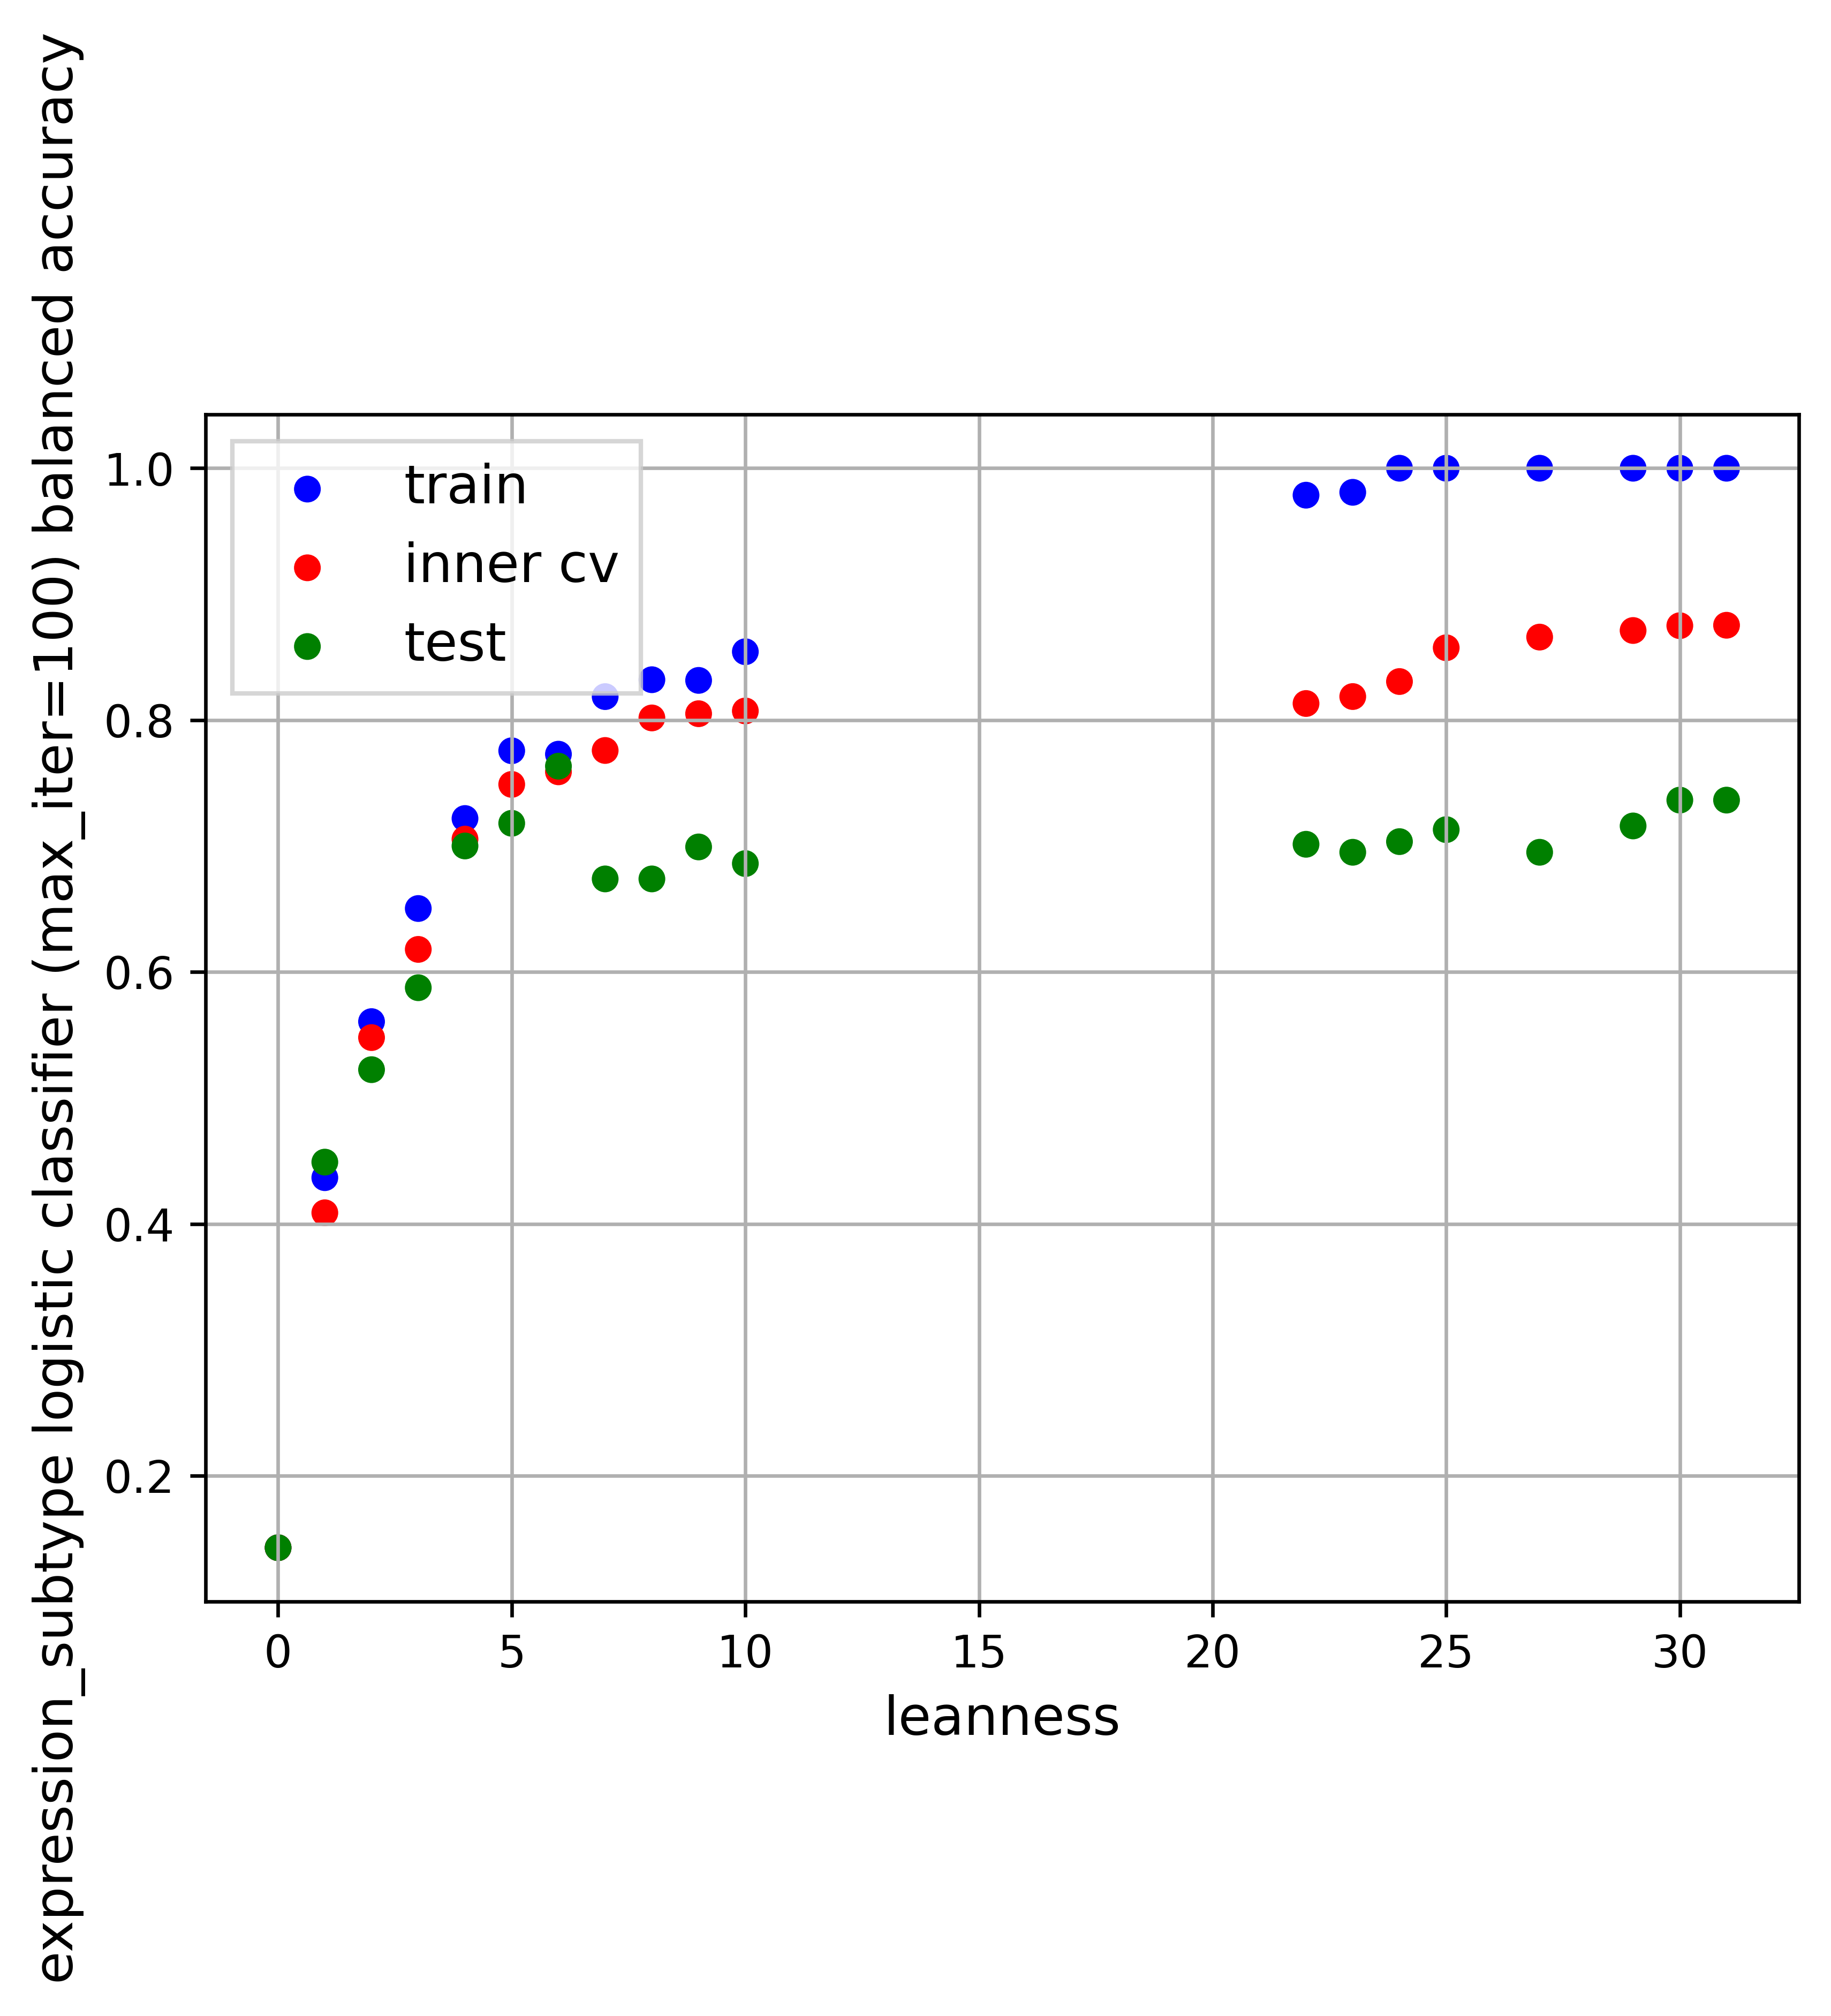 expression_subtype logistic classifier (max_iter=100) balanced accuracy
1.0
0.8
0.6
0.4
0.2
train
inner cv
test
0 5 10 15 20 25 30
leanness